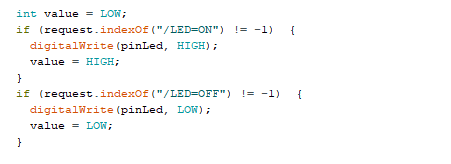 int value = LOW;
if (request.indexOf("/LED=ON") != -1)  {
  digitalWrite(pinLed, HIGH);
  value = HIGH;
}
if (request.indexOf("/LED=OFF") != -1)  {
  digitalWrite(pinLed, LOW);
  value = LOW;
}